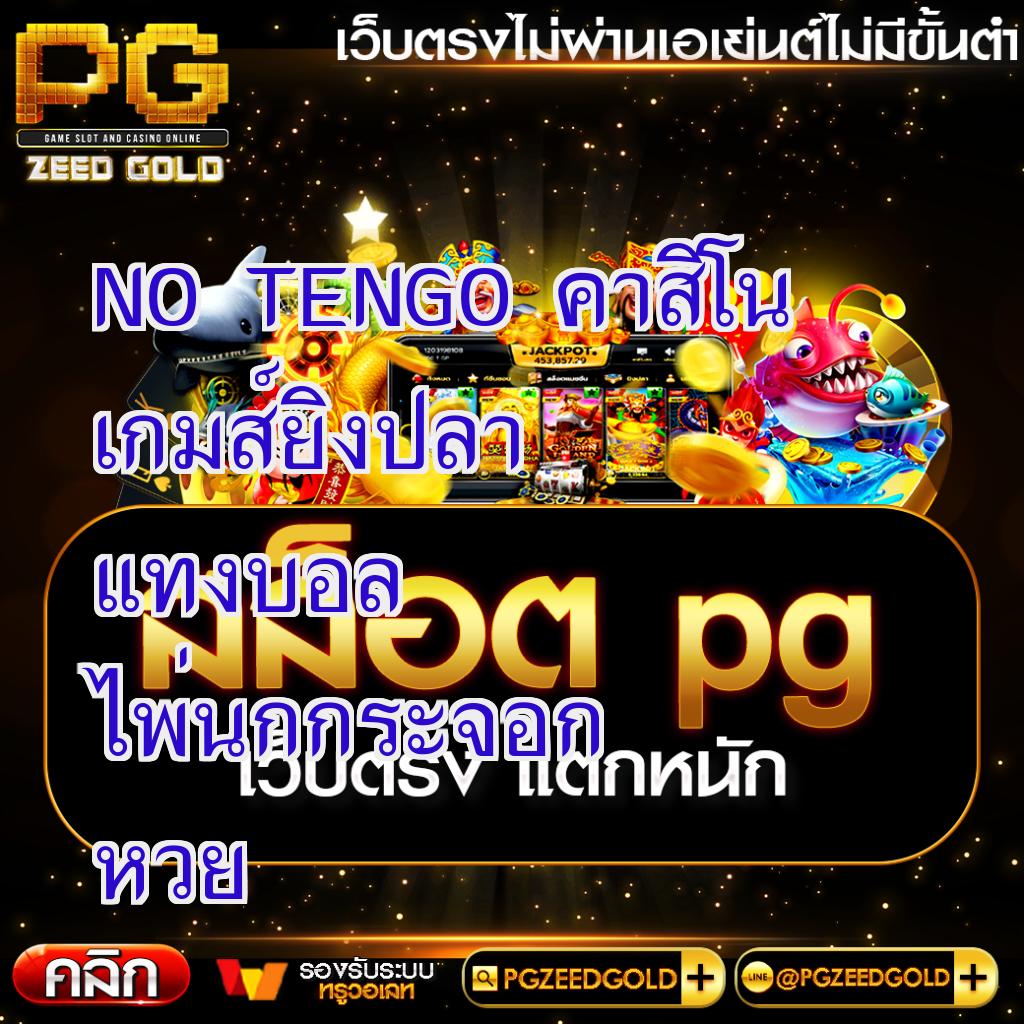 เว็บตรงไม่ผ่านเอเย่นต์ไม่มีขั้นต่ำ
PG
GAME SLOT AND CASINO ONLINE
ZEED GOLD
NO TENGO คาสิโน
JACKPOT
453,857.79
เกมส์ยิงปลา
สล็อต pg
แทงบอล
เว็บตรง แตกหนัก
ไพ่นกกระจอก
หวย
คลิก
รองรับระบบ
ทรูวอเลท
PGZEEDGOLD +
LINE @PGZEEDGOLD +